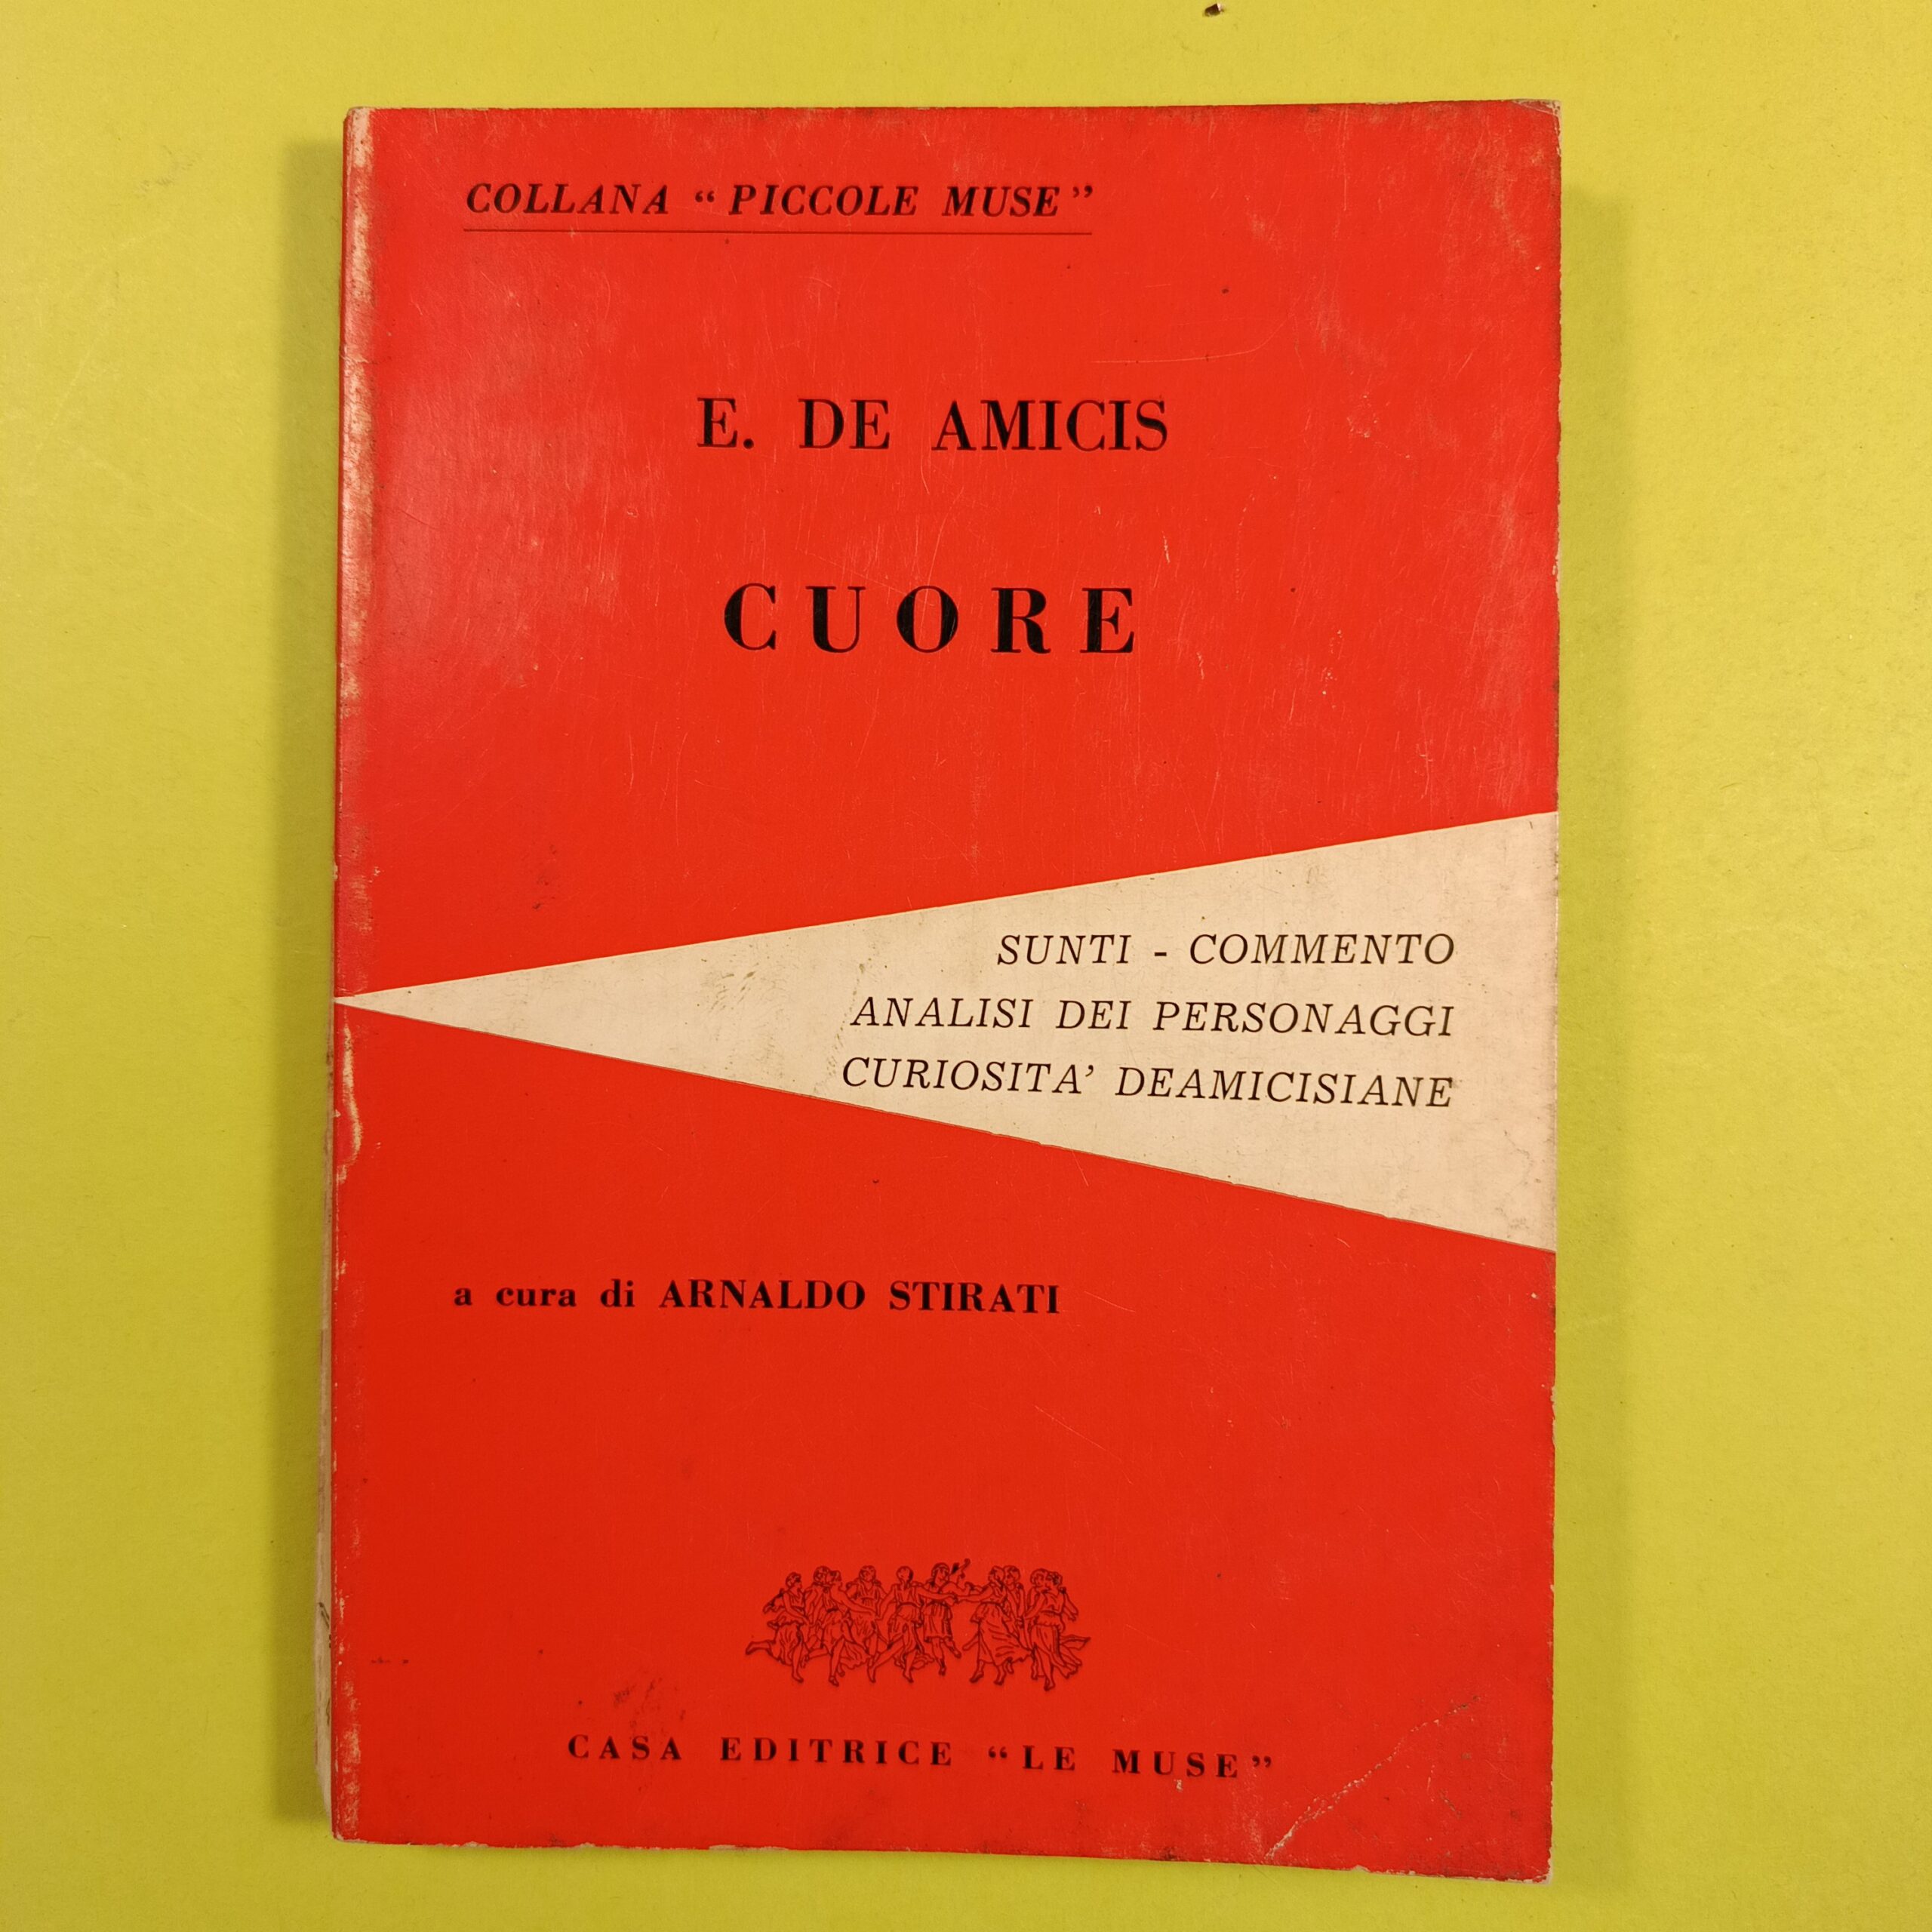 COLLANA “PICCOLE MUSE”
E. DE AMICIS
CUORE
SUNTI - COMMENTO
ANALISI DEI PERSONAGGI
CURIOSITA’ DEAMICISIANE
a cura di ARNALDO STIRATI
CASA EDITRICE “LE MUSE”